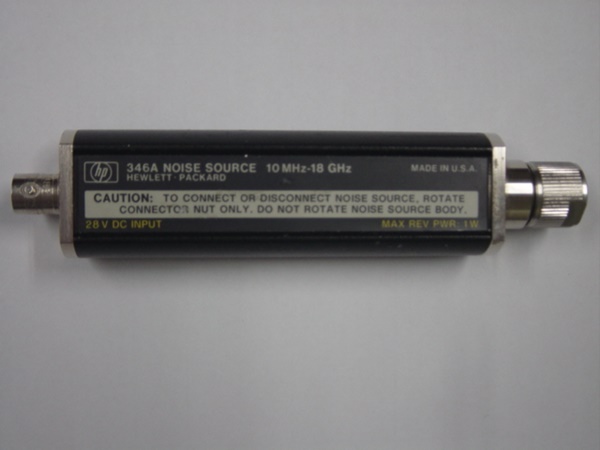 hp
346A NOISE SOURCE 10 MHz-18 GHz
HEWLETT·PACKARD
MADE IN U.S.A.
CAUTION: TO CONNECT OR DISCONNECT NOISE SOURCE, ROTATE
CONNECTOR NUT ONLY. DO NOT ROTATE NOISE SOURCE BODY.
28 V DC INPUT
MAX REV PWR: 1W